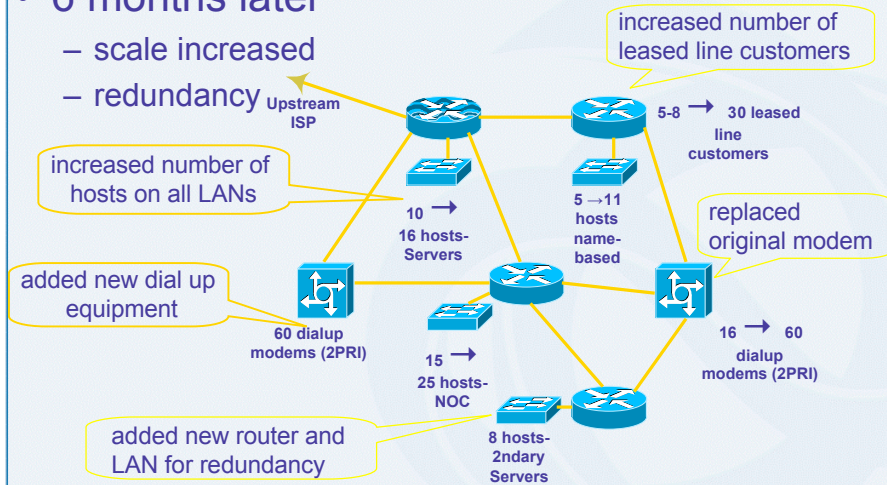 • 6 months later
– scale increased
– redundancy
Upstream
ISP
increased number of
leased line customers
5-8 → 30 leased
line
customers
increased number of
hosts on all LANs
10 →
16 hosts-
Servers
5 →11
hosts
name-
based
replaced
original modem
added new dial up
equipment
60 dialup
modems (2PRI)
15 →
25 hosts-
NOC
16 → 60
dialup
modems (2PRI)
added new router and
LAN for redundancy
8 hosts-
2ndary
Servers